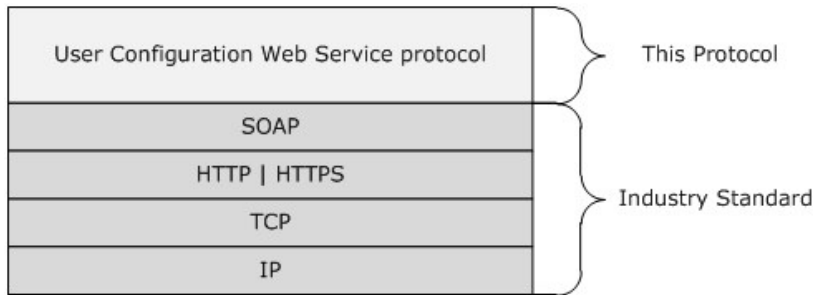 User Configuration Web Service protocol
This Protocol
SOAP
HTTP | HTTPS
TCP
IP
Industry Standard